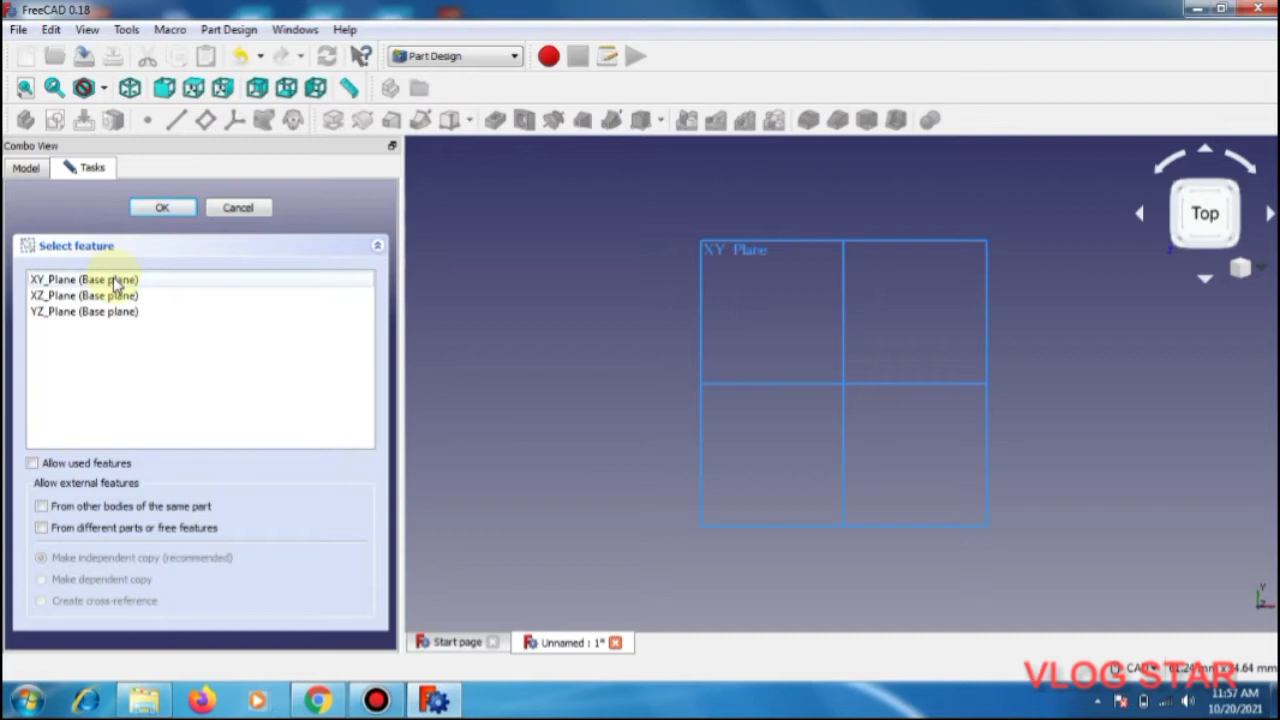 FreeCAD 0.18
File Edit View Tools Macro Part Design Windows Help
Part Design
Combo View
Model Tasks
OK Cancel
Select feature
XY_Plane (Base plane)
XZ_Plane (Base plane)
YZ_Plane (Base plane)
Allow used features
Allow external features
From other bodies of the same part
From different parts or free features
Make independent copy (recommended)
Make dependent copy
Create cross-reference
XY Plane
Top
Y
Start page Unnamed : 1*
CAD
VLOG STAR
11:57 AM
10/20/2021